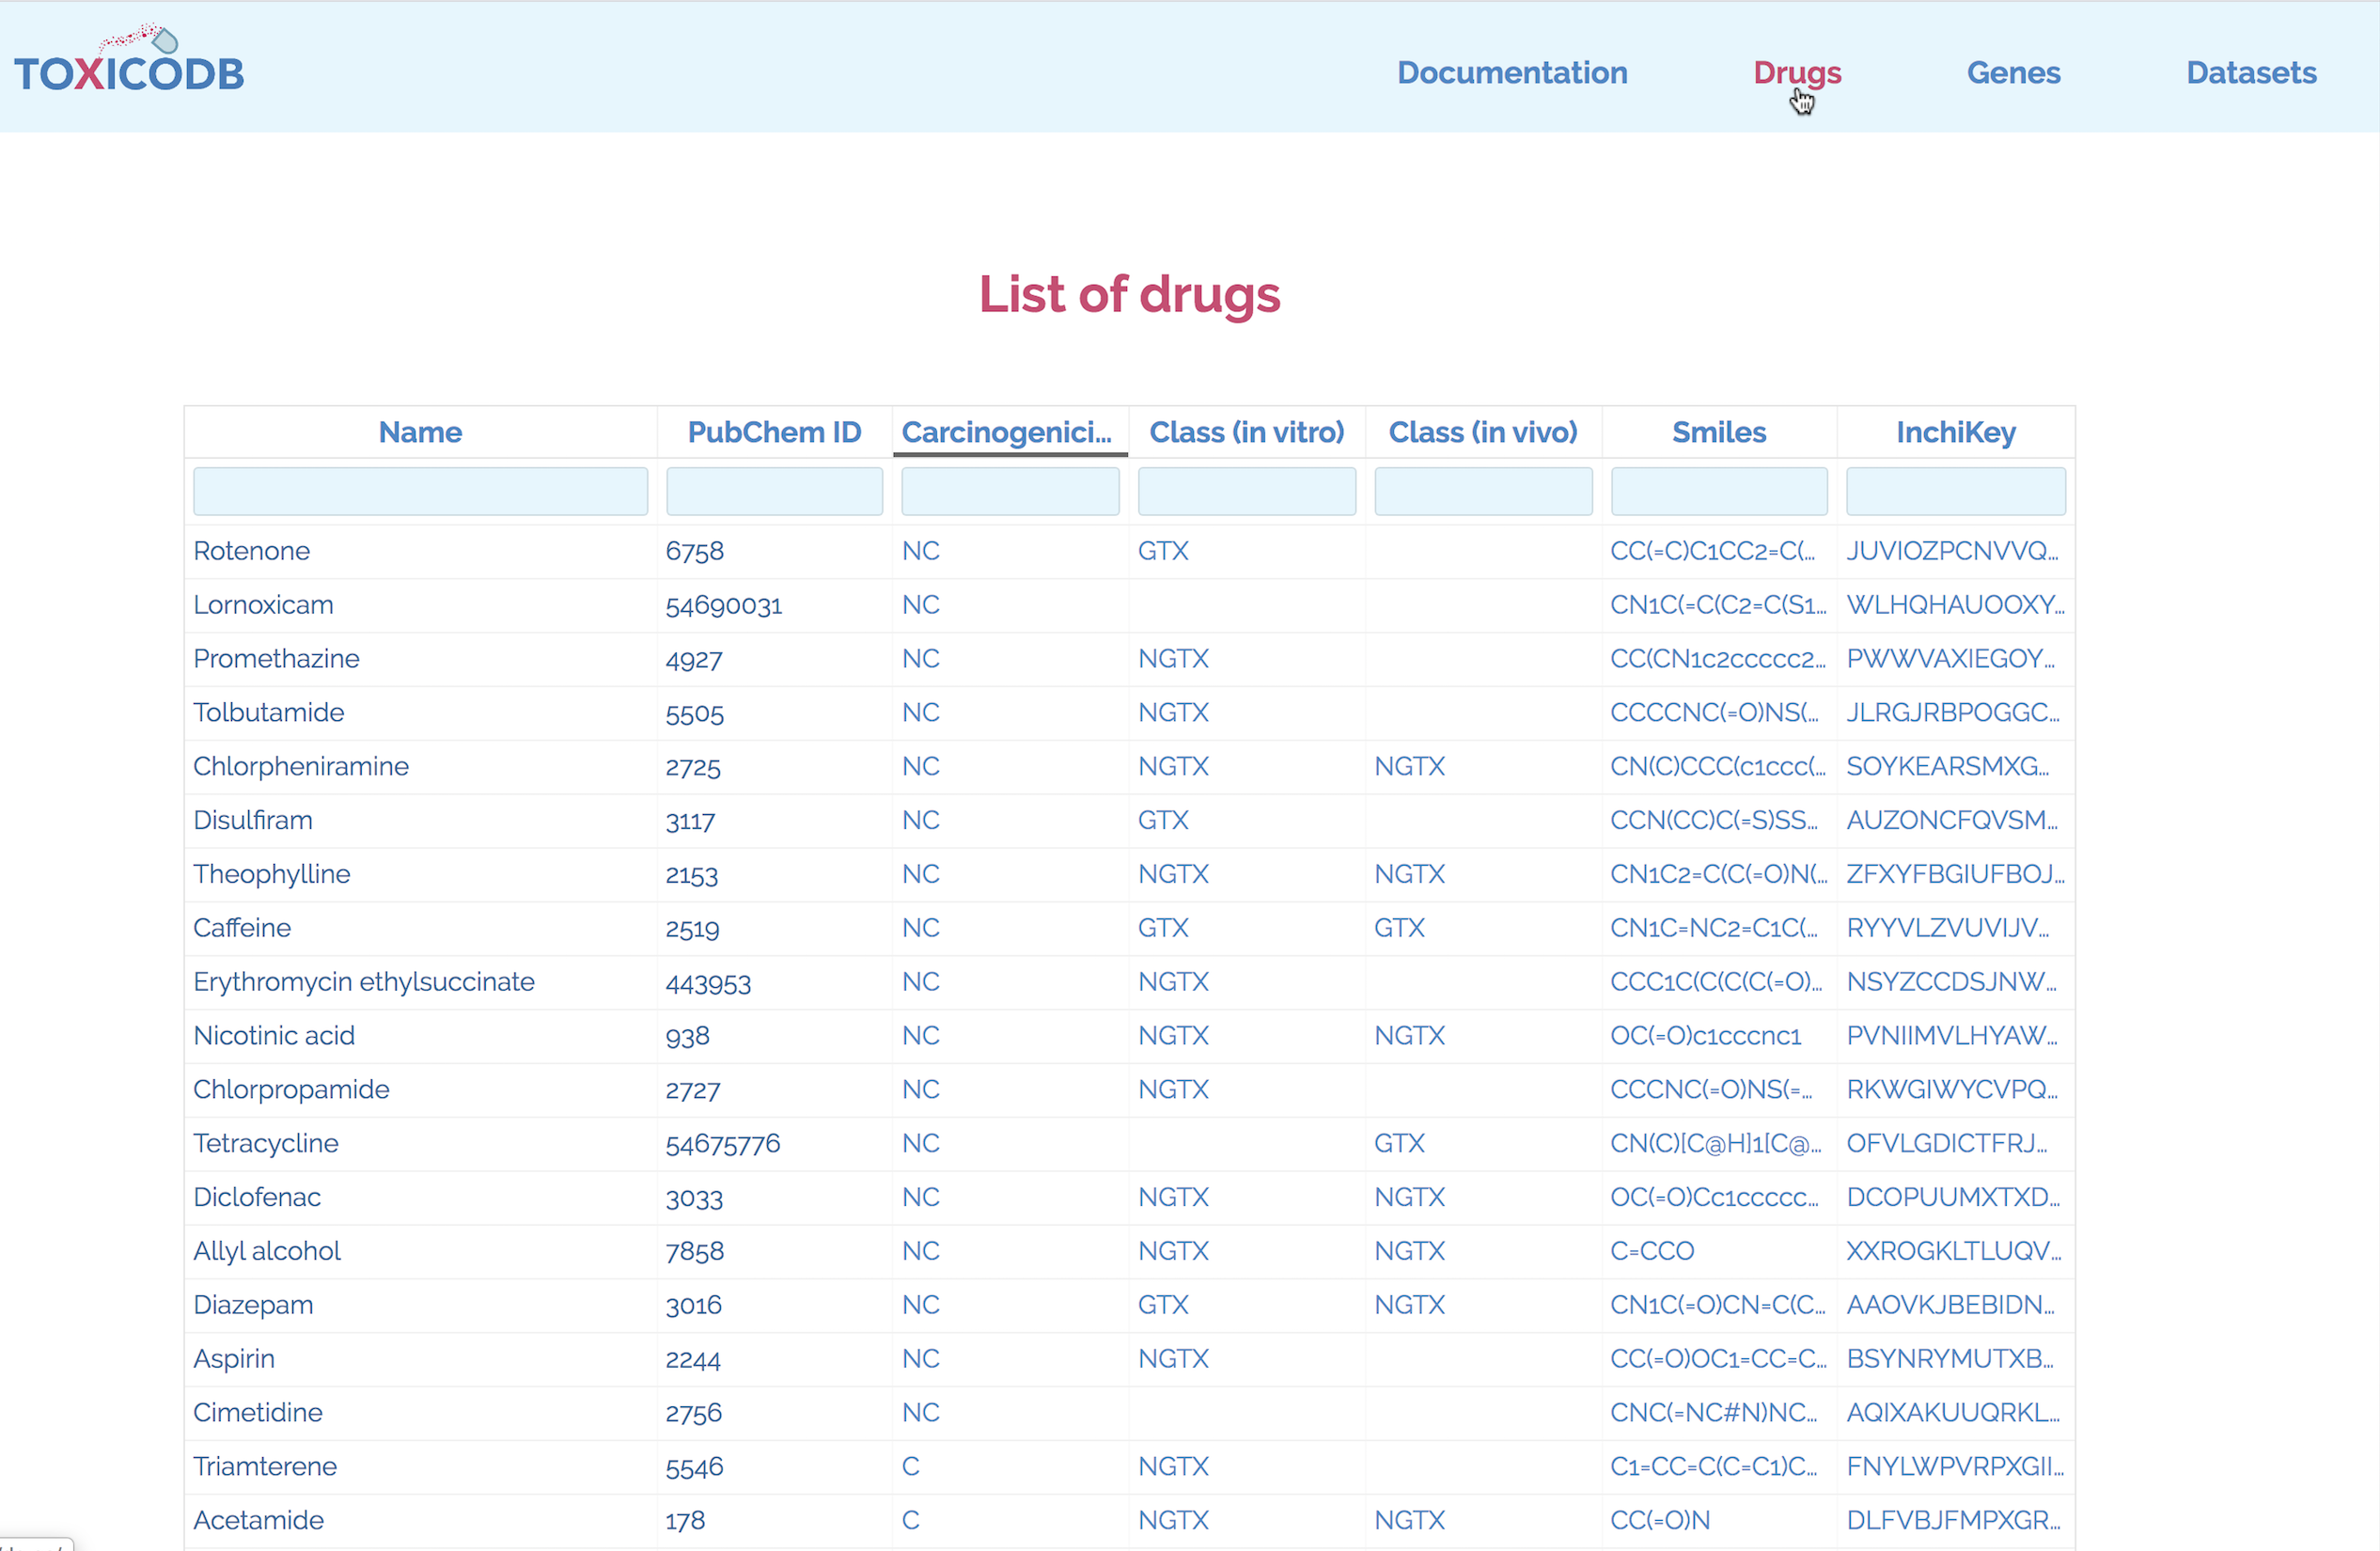 TOXICODB
Documentation Drugs Genes Datasets
List of drugs
Name PubChem ID Carcinogenici... Class (in vitro) Class (in vivo) Smiles InchiKey
Rotenone 6758 NC GTX CC(=C)C1CC2=C(... JUVIOZPCNVVQ...
Lornoxicam 54690031 NC CN1C(=C(C2=C(S1... WLHQHAUOOXY...
Promethazine 4927 NC NGTX CC(CN1c2ccccc2... PWWVAXIEGOY...
Tolbutamide 5505 NC NGTX CCCCNC(=O)NS(... JLRGJRBPOGGC...
Chlorpheniramine 2725 NC NGTX NGTX CN(C)CCC(c1ccc(... SOYKEARSMXG...
Disulfiram 3117 NC GTX CCN(CC)C(=S)SS... AUZONCFQVSM...
Theophylline 2153 NC NGTX NGTX CN1C2=C(C(=O)N(... ZFXYFBGIUFBOJ...
Caffeine 2519 NC GTX GTX CN1C=NC2=C1C(... RYYVLZVUVIJV...
Erythromycin ethylsuccinate 443953 NC NGTX CCC1C(C(C(C(=O)... NSYZCCDSJNW...
Nicotinic acid 938 NC NGTX NGTX OC(=O)c1cccnc1 PVNIIMVLHYAW...
Chlorpropamide 2727 NC NGTX CCCNC(=O)NS(=... RKWGIWYCVPQ...
Tetracycline 54675776 NC GTX CN(C)[C@H]1[C@... OFVLGDICTFRJ...
Diclofenac 3033 NC NGTX NGTX OC(=O)Cc1ccccc... DCOPUUMXTXD...
Allyl alcohol 7858 NC NGTX NGTX C=CCO XXROGKLTLUQV...
Diazepam 3016 NC GTX NGTX CN1C(=O)CN=C(C... AAOVKJBEBIDN...
Aspirin 2244 NC NGTX CC(=O)OC1=CC=C... BSYNRYMUTXB...
Cimetidine 2756 NC CNC(=NC#N)NC... AQIXAKUUQRKL...
Triamterene 5546 C NGTX C1=CC=C(C=C1)C... FNYLWPVRPXGII...
Acetamide 178 C NGTX NGTX CC(=O)N DLFVBJFMPXGR...